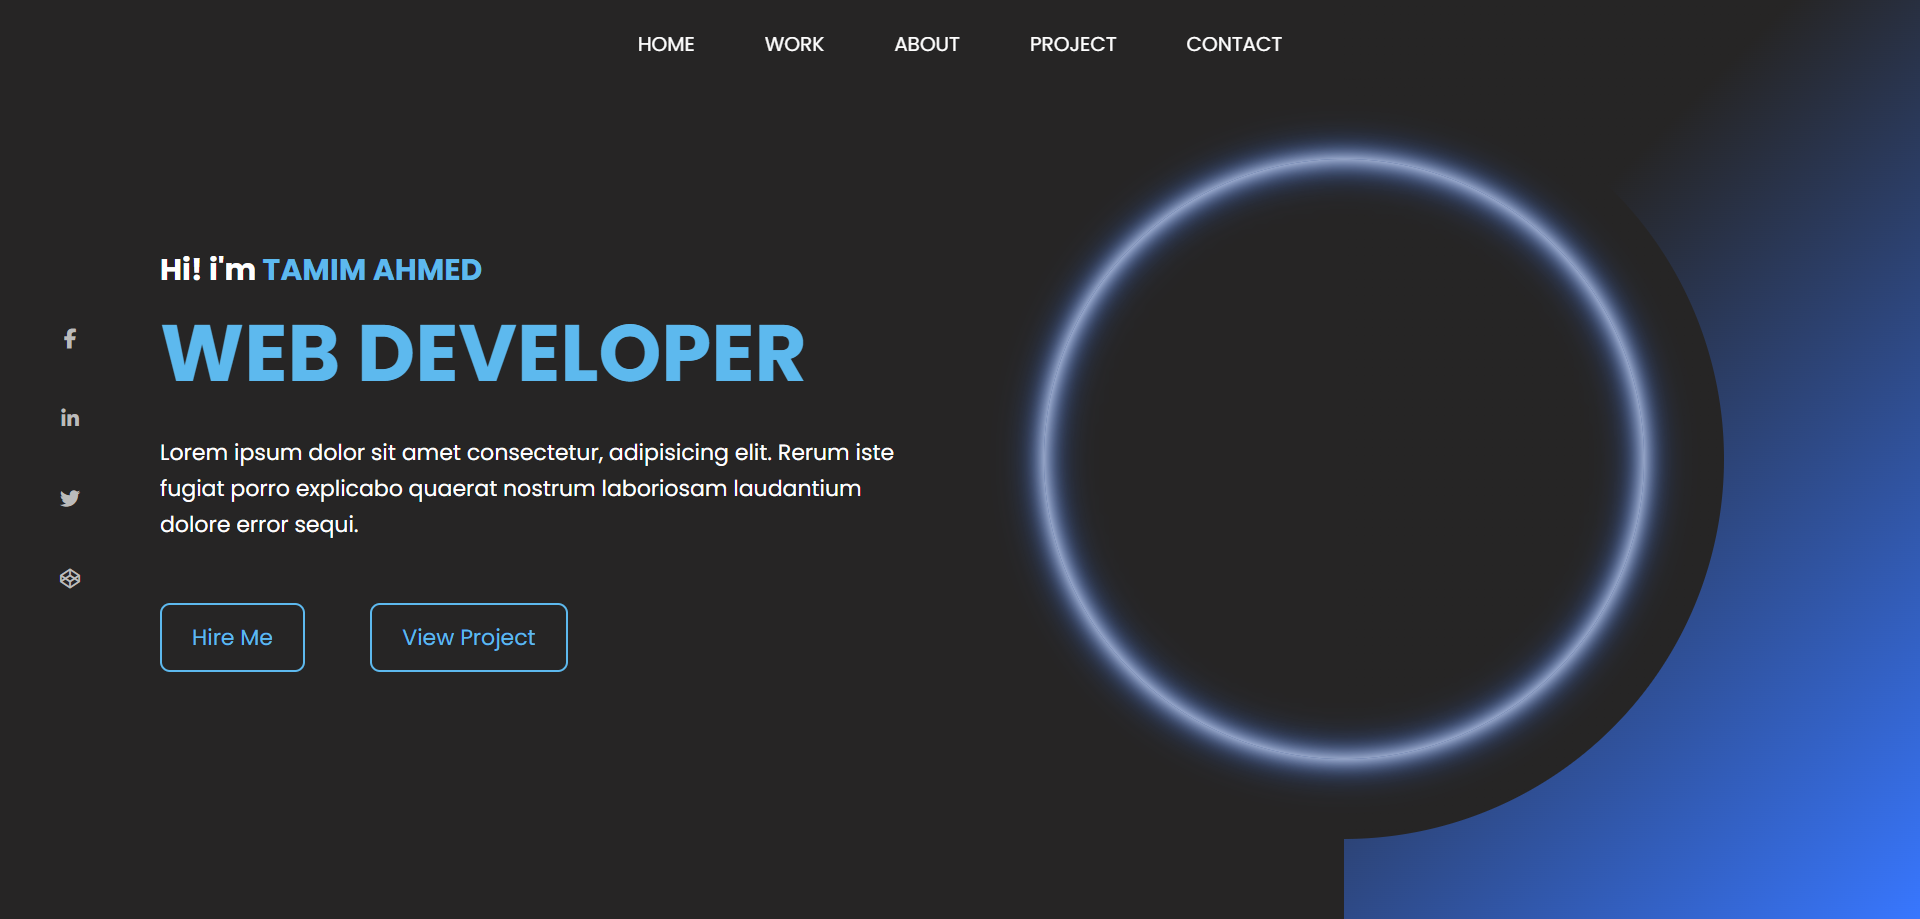 HOME WORK ABOUT PROJECT CONTACT
Hi! i'm TAMIM AHMED
WEB DEVELOPER
Lorem ipsum dolor sit amet consectetur, adipisicing elit. Rerum iste
fugiat porro explicabo quaerat nostrum laboriosam laudantium
dolore error sequi.
Hire Me View Project